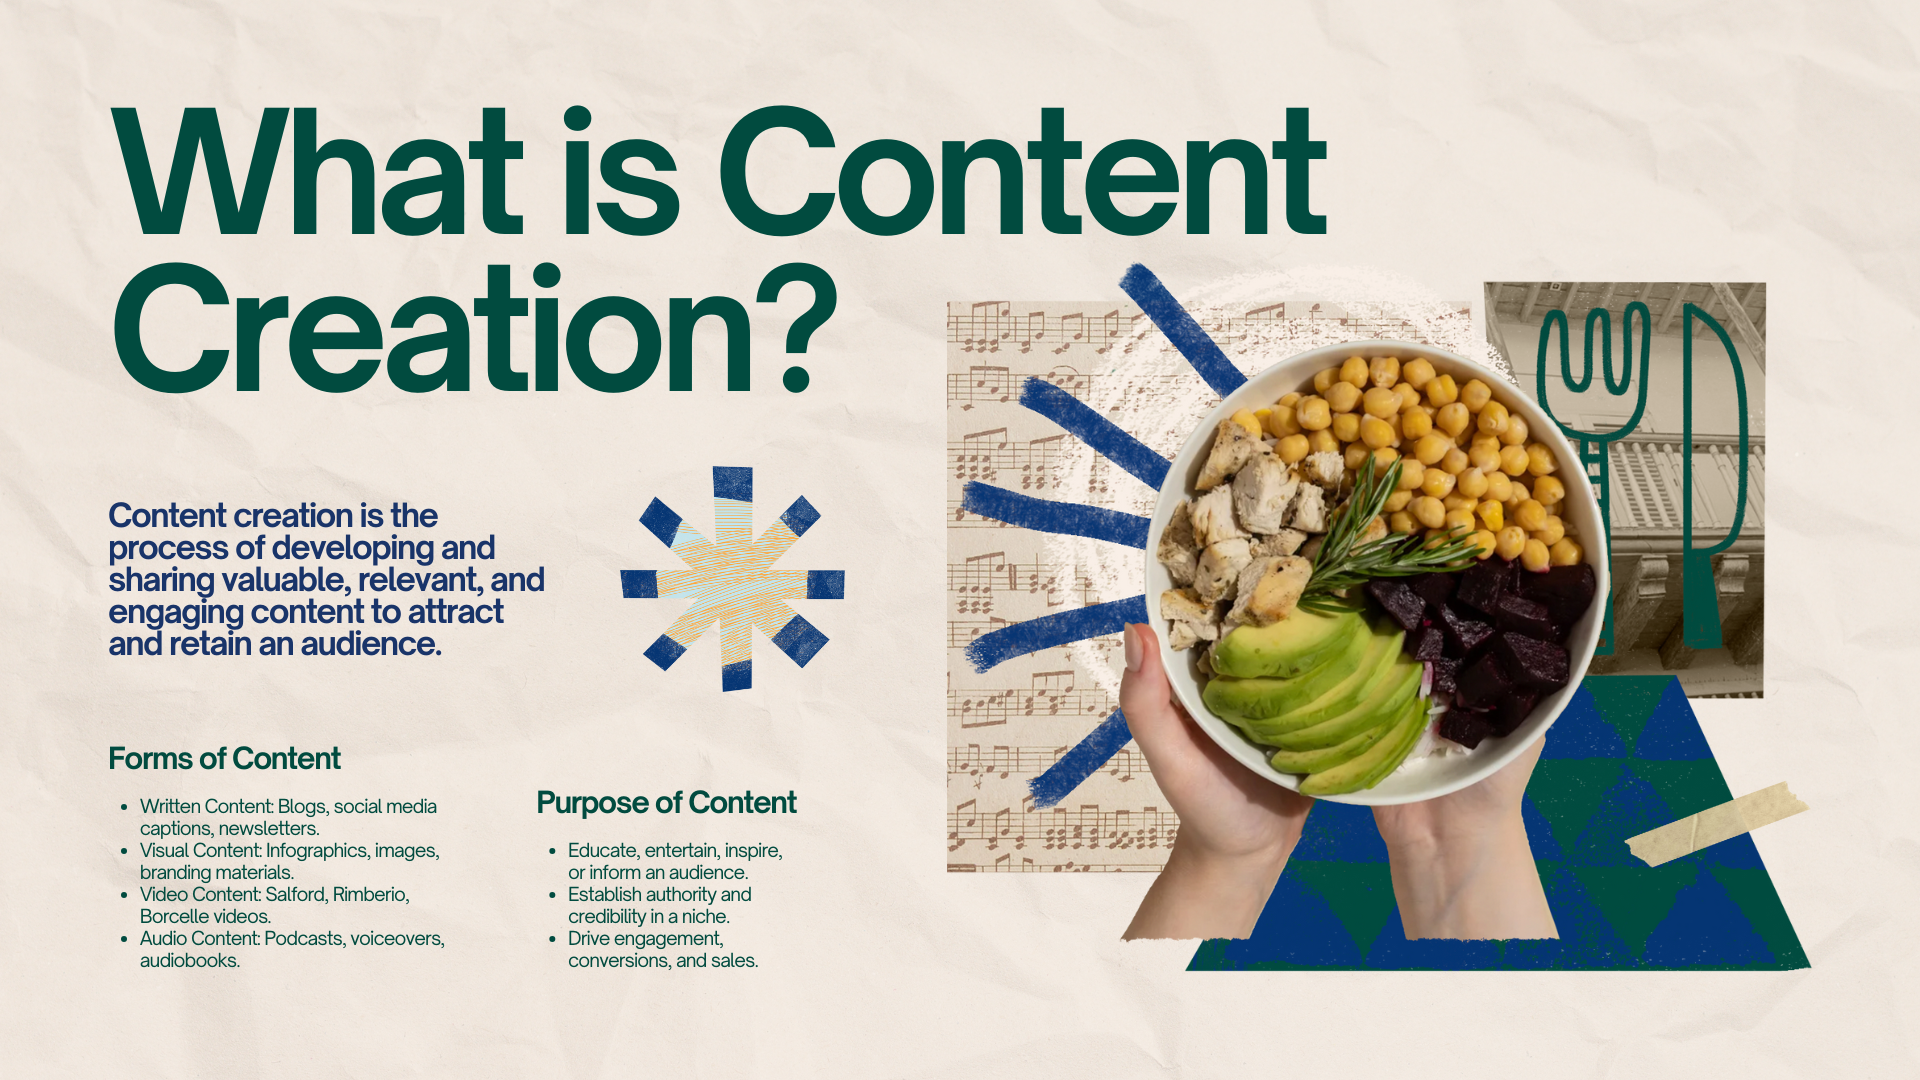 What is Content
Creation?
Content creation is the
process of developing and
sharing valuable, relevant, and
engaging content to attract
and retain an audience.
Forms of Content
• Written Content: Blogs, social media
captions, newsletters.
• Visual Content: Infographics, images,
branding materials.
• Video Content: Salford, Rimberio,
Borcelle videos.
• Audio Content: Podcasts, voiceovers,
audiobooks.
Purpose of Content
• Educate, entertain, inspire,
or inform an audience.
• Establish authority and
credibility in a niche.
• Drive engagement,
conversions, and sales.